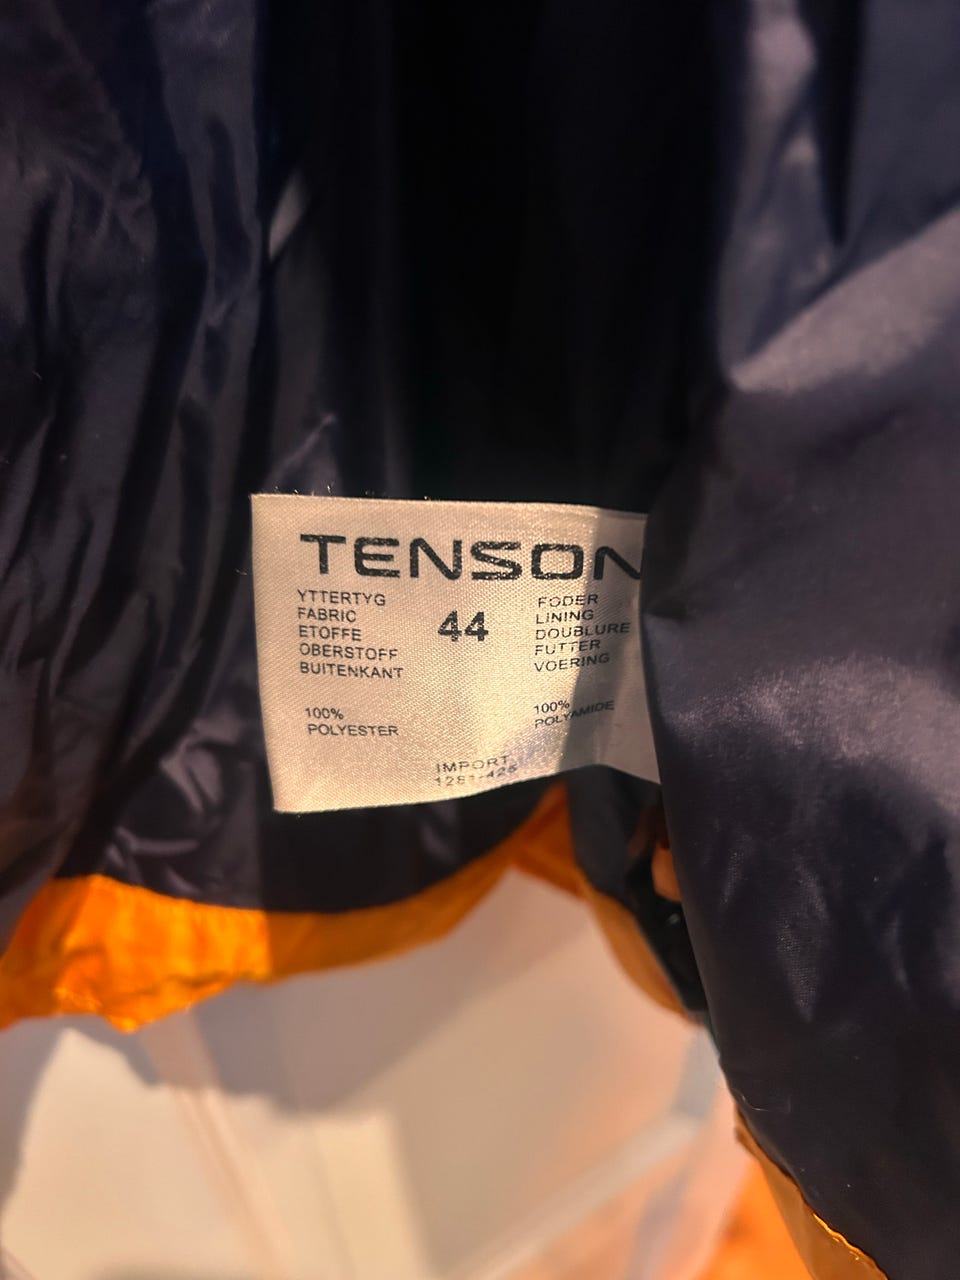 TENSON
YTTERTYG
FABRIC
ETOFFE
OBERSTOFF
BUITENKANT
44
FODER
LINING
DOUBLURE
FUTTER
VOERING
100%
POLYESTER
100%
POLYAMIDE
IMPORT